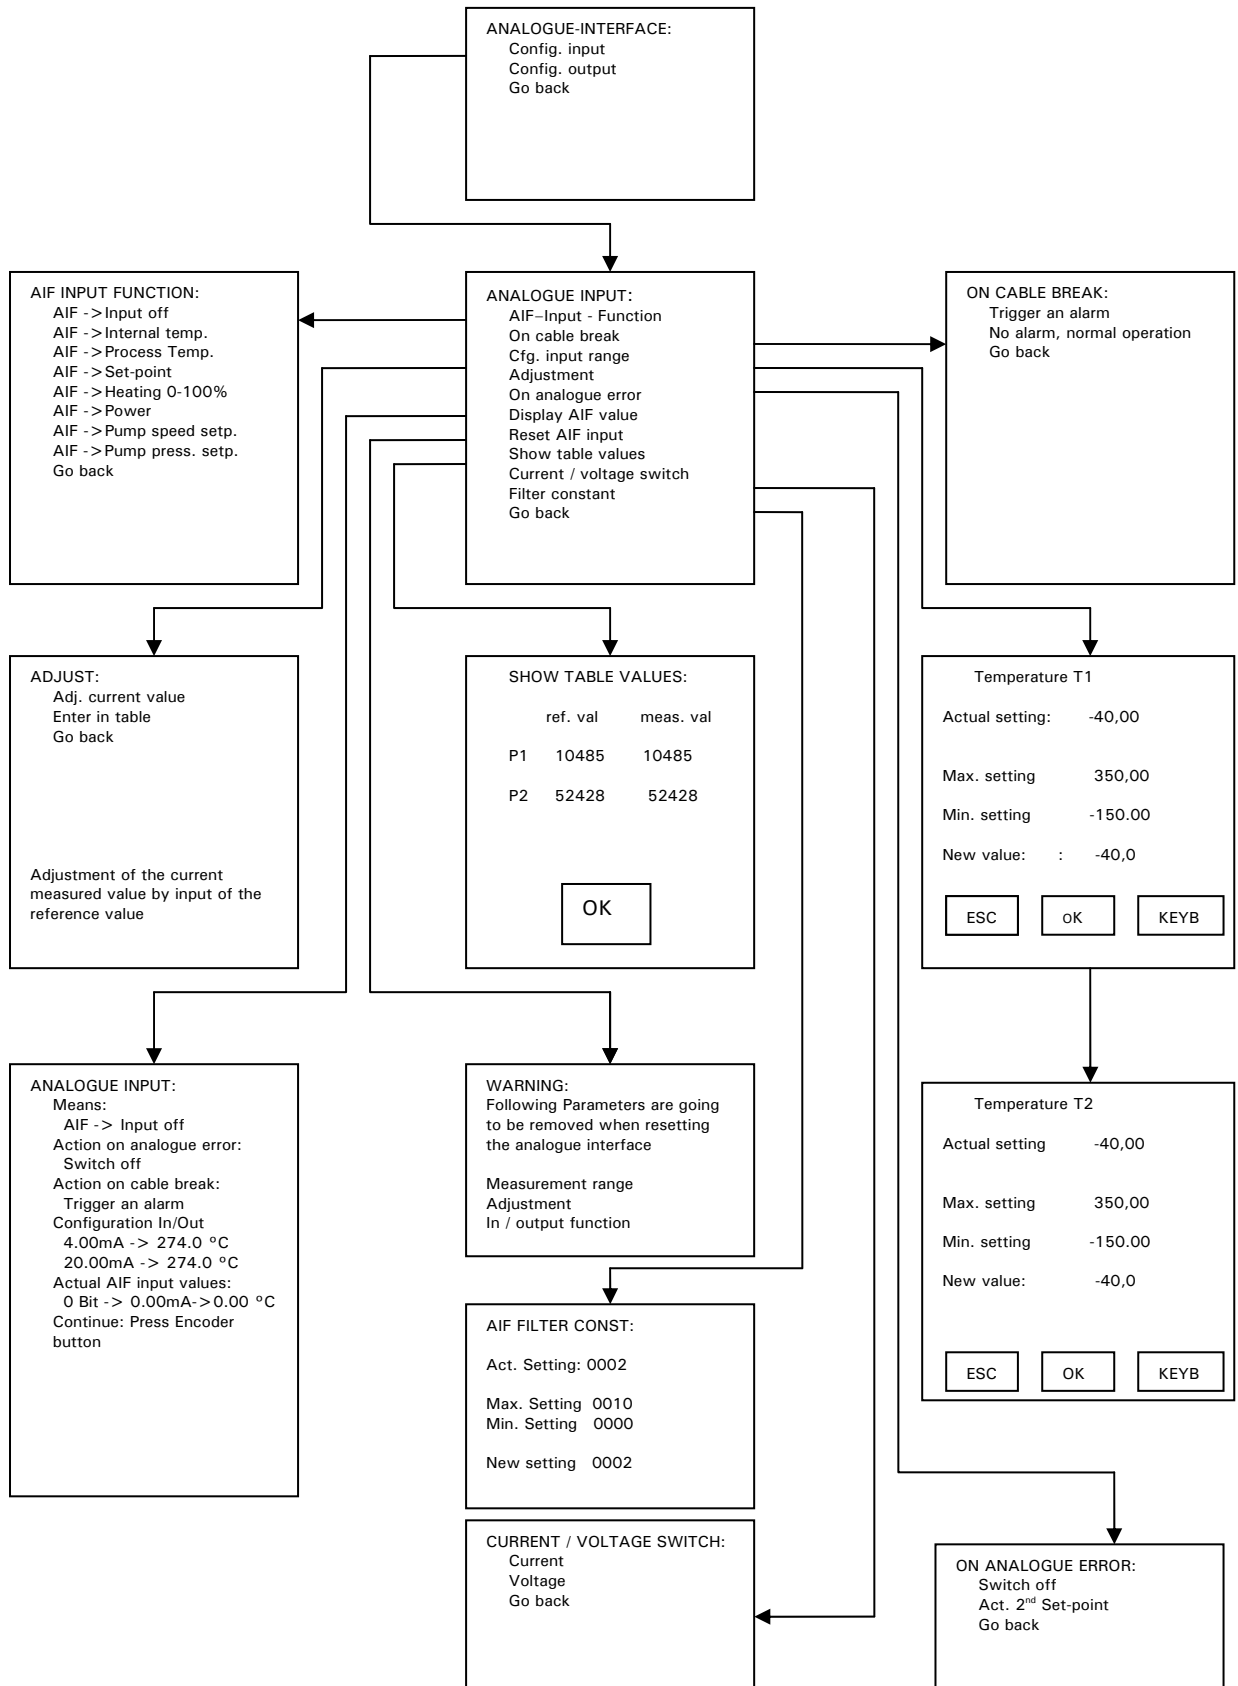 ANALOGUE-INTERFACE:
Config. input
Config. output
Go back
AIF INPUT FUNCTION:
AIF ->Input off
AIF ->Internal temp.
AIF ->Process Temp.
AIF ->Set-point
AIF ->Heating 0-100%
AIF ->Power
AIF ->Pump speed setp.
AIF ->Pump press. setp.
Go back
ANALOGUE INPUT:
AIF–Input - Function
On cable break
Cfg. input range
Adjustment
On analogue error
Display AIF value
Reset AIF input
Show table values
Current / voltage switch
Filter constant
Go back
ON CABLE BREAK:
Trigger an alarm
No alarm, normal operation
Go back
ADJUST:
Adj. current value
Enter in table
Go back
Adjustment of the current
measured value by input of the
reference value
SHOW TABLE VALUES:
ref. val meas. val
P1 10485 10485
P2 52428 52428
OK
Temperature T1
Actual setting: -40,00
Max. setting 350,00
Min. setting -150.00
New value: : -40,0
ESC oK KEYB
ANALOGUE INPUT:
Means:
AIF -> Input off
Action on analogue error:
Switch off
Action on cable break:
Trigger an alarm
Configuration In/Out
4.00mA -> 274.0 °C
20.00mA -> 274.0 °C
Actual AIF input values:
0 Bit -> 0.00mA->0.00 °C
Continue: Press Encoder
button
WARNING:
Following Parameters are going
to be removed when resetting
the analogue interface
Measurement range
Adjustment
In / output function
Temperature T2
Actual setting -40,00
Max. setting 350,00
Min. setting -150.00
New value: -40,0
ESC OK KEYB
AIF FILTER CONST:
Act. Setting: 0002
Max. Setting 0010
Min. Setting 0000
New setting 0002
CURRENT / VOLTAGE SWITCH:
Current
Voltage
Go back
ON ANALOGUE ERROR:
Switch off
Act. 2nd Set-point
Go back